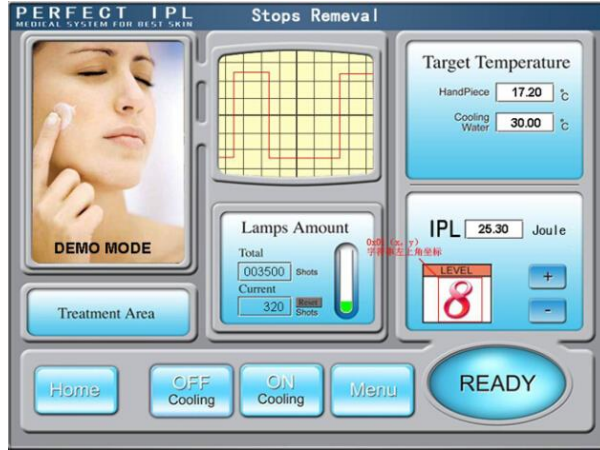 PERFECT IPL
MEDICAL SYSTEM FOR BEST SKIN
Stops Remeval
DEMO MODE
Treatment Area
Lamps Amount
Total
003500 Shots
Current
320 Reset Shots
Target Temperature
HandPiece 17.20 °C
Cooling Water 30.00 °C
IPL 25.30 Joule
(x, y)
字符串左上角坐标
LEVEL
8
+
-
Home
OFF
Cooling
ON
Cooling
Menu
READY